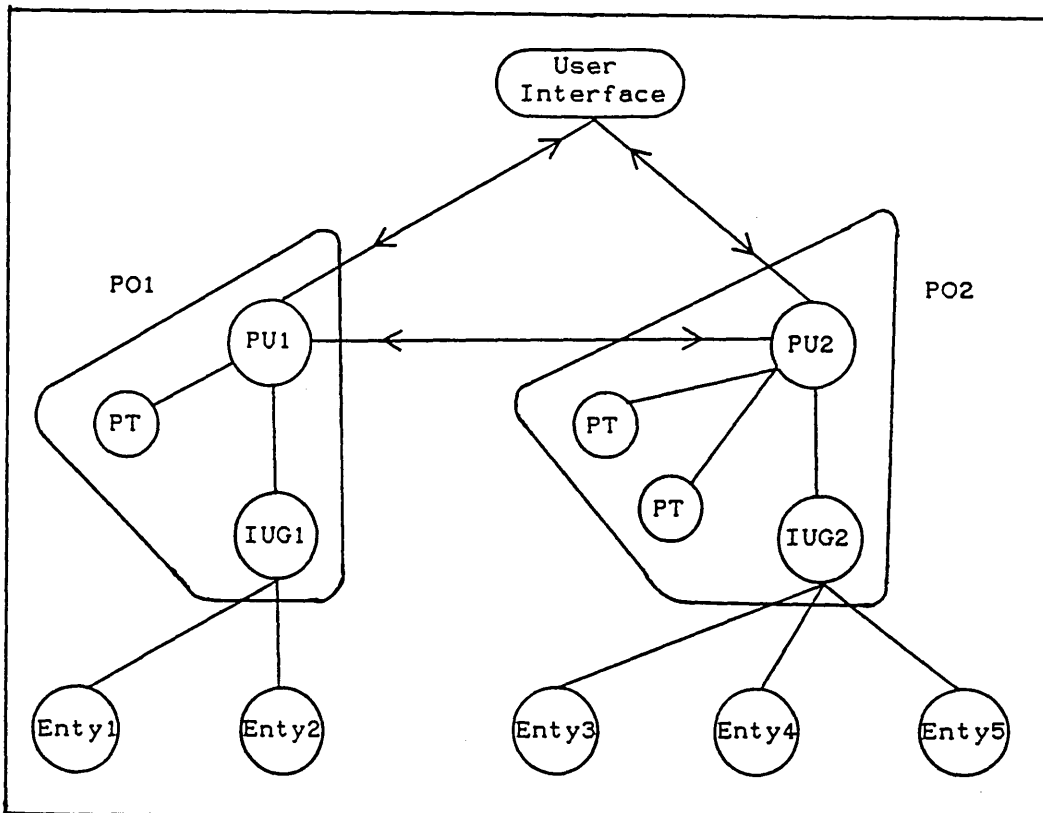 User
Interface
PO1
PO2
PU1
PU2
PT
PT
PT
IUG1
IUG2
Enty1
Enty2
Enty3
Enty4
Enty5